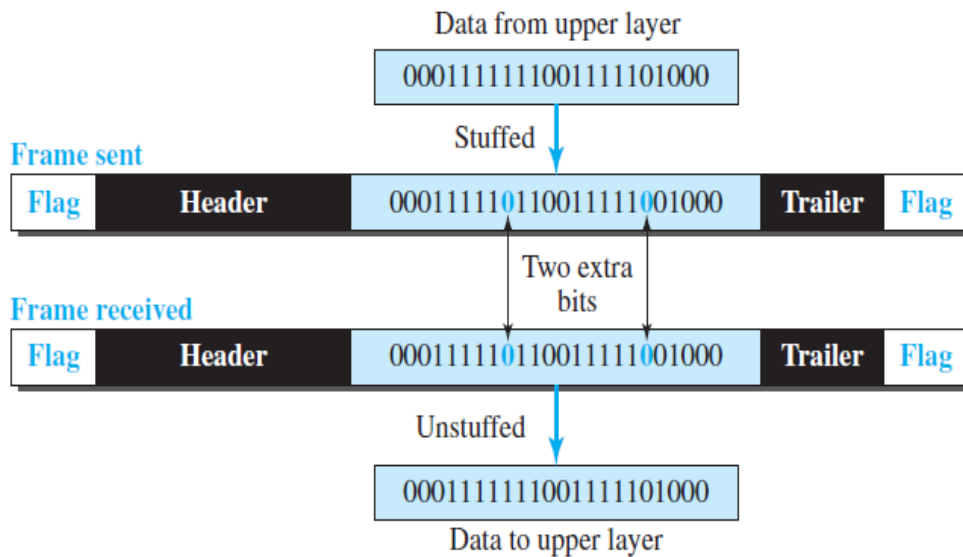 Data from upper layer
0001111111001111101000
Stuffed
Frame sent
Flag Header 000111110110011111001000 Trailer Flag
Two extra
bits
Frame received
Flag Header 000111110110011111001000 Trailer Flag
Unstuffed
0001111111001111101000
Data to upper layer